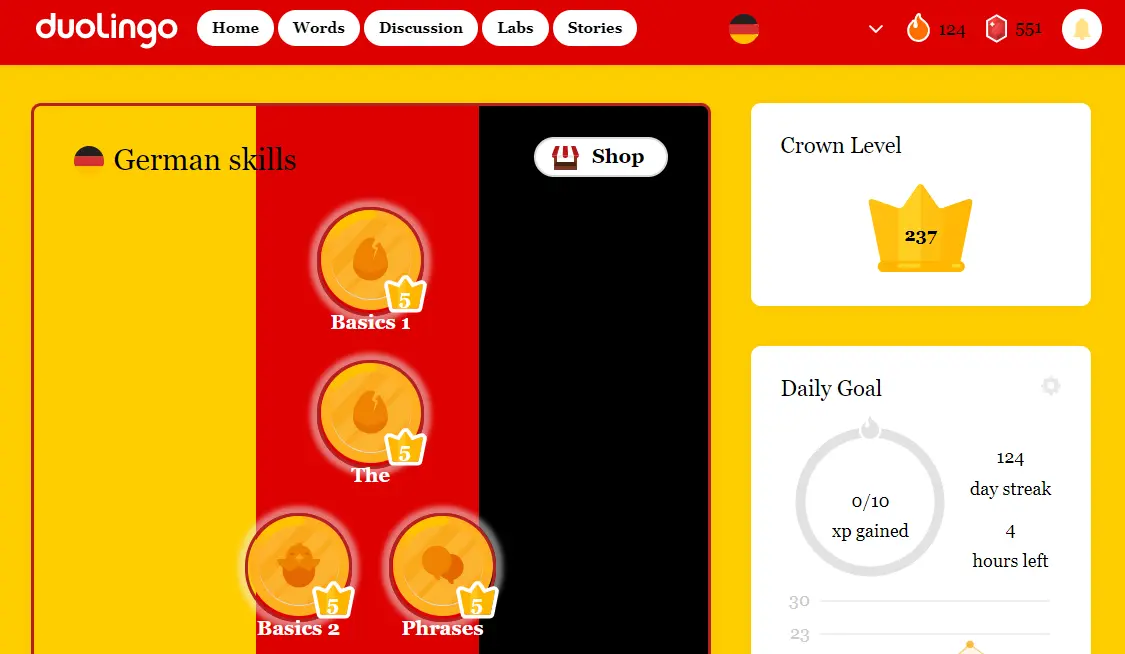 duolingo
Home
Words
Discussion
Labs
Stories
124
551
German skills
Shop
5
Basics 1
5
The
5
Basics 2
5
Phrases
Crown Level
237
Daily Goal
0/10
xp gained
124
day streak
4
hours left
30
23